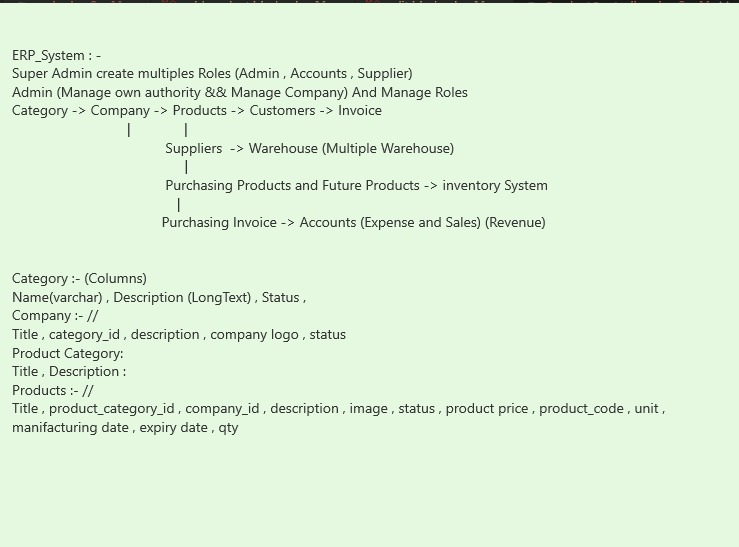 ERP_System : -
Super Admin create multiples Roles (Admin , Accounts , Supplier)
Admin (Manage own authority && Manage Company) And Manage Roles
Category -> Company -> Products -> Customers -> Invoice
| |
Suppliers -> Warehouse (Multiple Warehouse)
|
Purchasing Products and Future Products -> inventory System
|
Purchasing Invoice -> Accounts (Expense and Sales) (Revenue)
Category :- (Columns)
Name(varchar) , Description (LongText) , Status ,
Company :- //
Title , category_id , description , company logo , status
Product Category:
Title , Description :
Products :- //
Title , product_category_id , company_id , description , image , status , product price , product_code , unit ,
manifacturing date , expiry date , qty